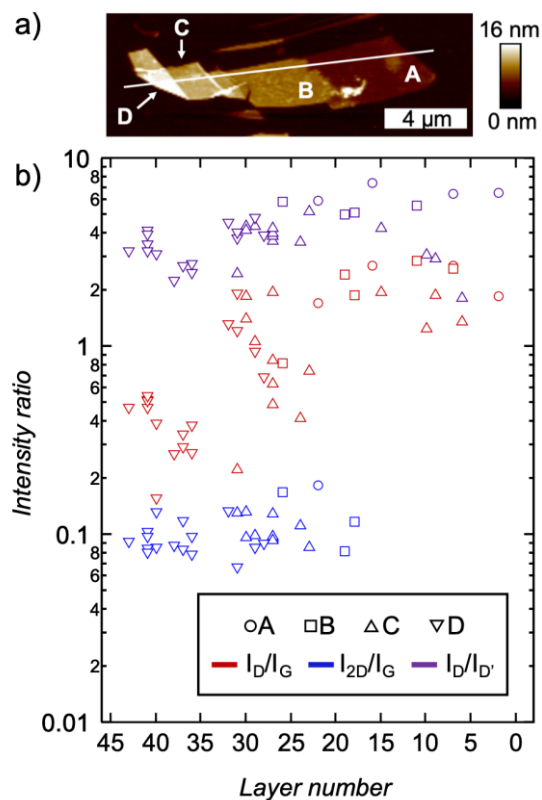 a)
C
16 nm
A
B
D
4 μm
0 nm
b)
10
8
6
4
2
1
8
6
4
2
0.1
8
6
4
2
0.01
Intensity ratio
A B C D
I_D/I_G I_2D/I_G I_D/I_D'
45 40 35 30 25 20 15 10 5 0
Layer number